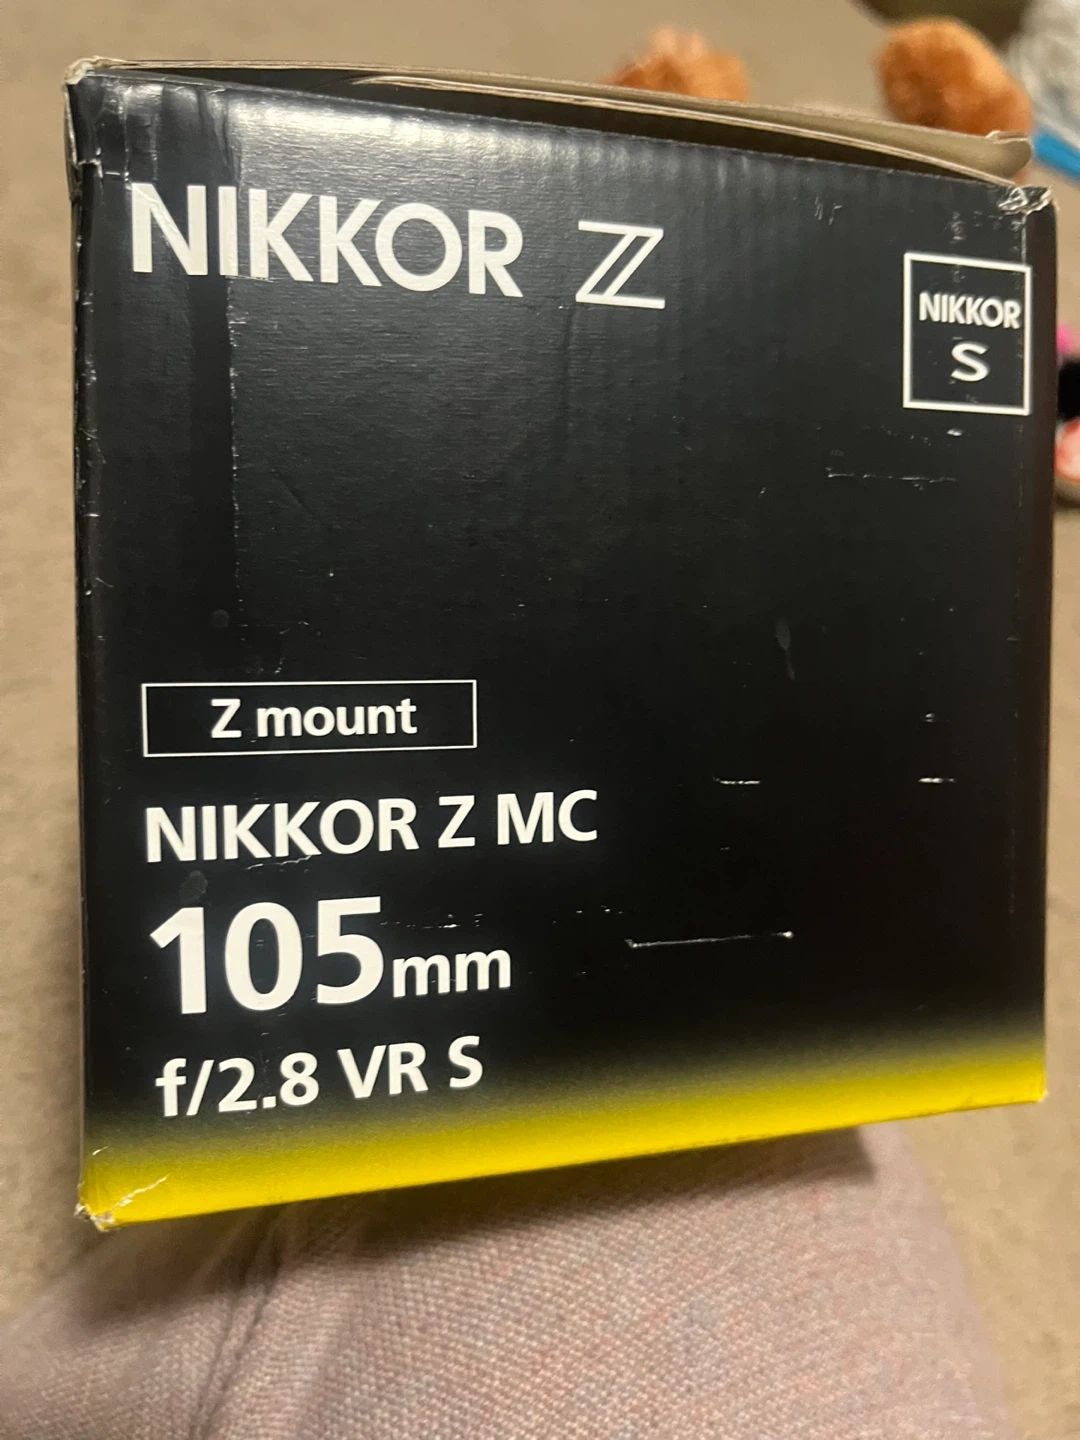 NIKKOR Z
NIKKOR
S
Z mount
NIKKOR Z MC
105mm
f/2.8 VR S